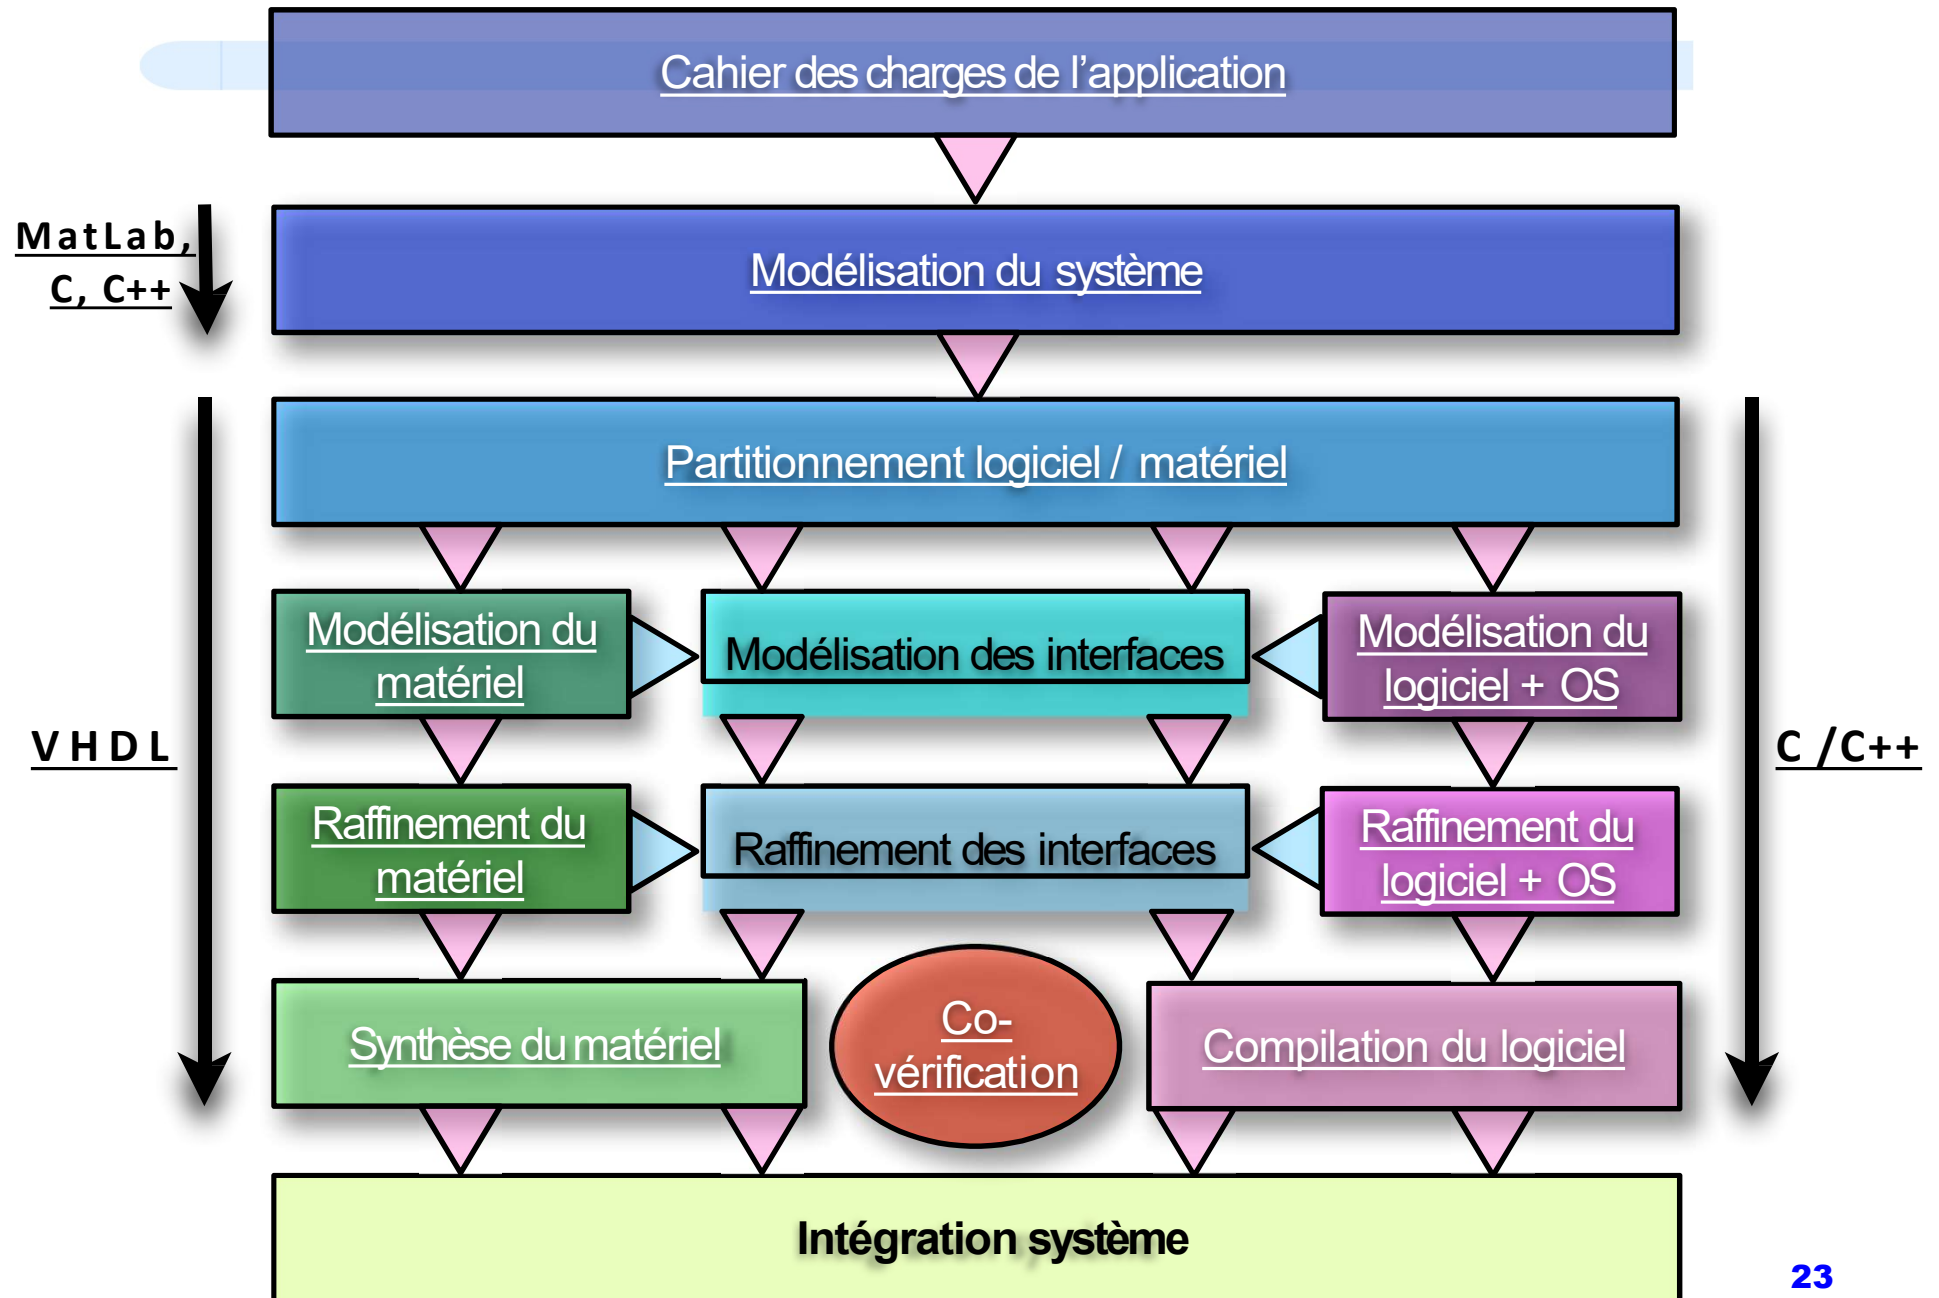 Cahier des charges de l’application
MatLab,
C, C++
Modélisation du système
Partitionnement logiciel / matériel
Modélisation du
matériel
Modélisation des interfaces
Modélisation du
logiciel + OS
VHDL
C /C++
Raffinement du
matériel
Raffinement des interfaces
Raffinement du
logiciel + OS
Synthèse du matériel
Co-
vérification
Compilation du logiciel
Intégration système
23